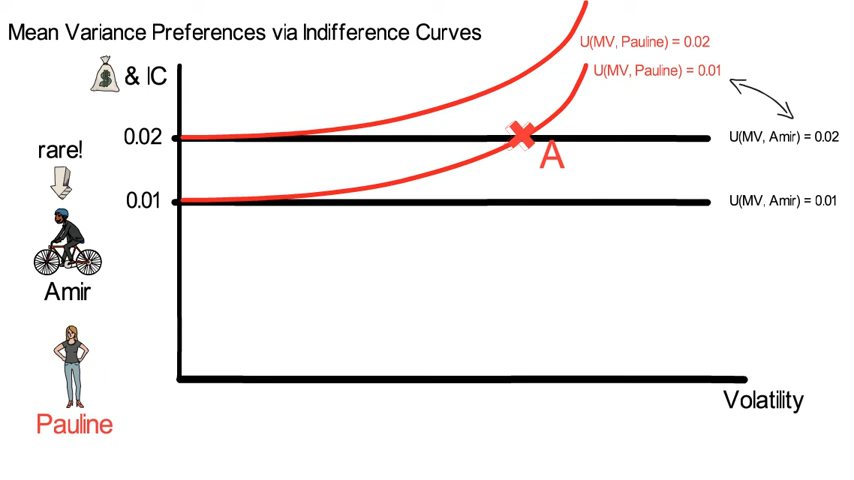 Mean Variance Preferences via Indifference Curves
U(MV, Pauline) = 0.02
$ & IC
U(MV, Pauline) = 0.01
0.02
U(MV, Amir) = 0.02
rare!
A
0.01
U(MV, Amir) = 0.01
Amir
Volatility
Pauline